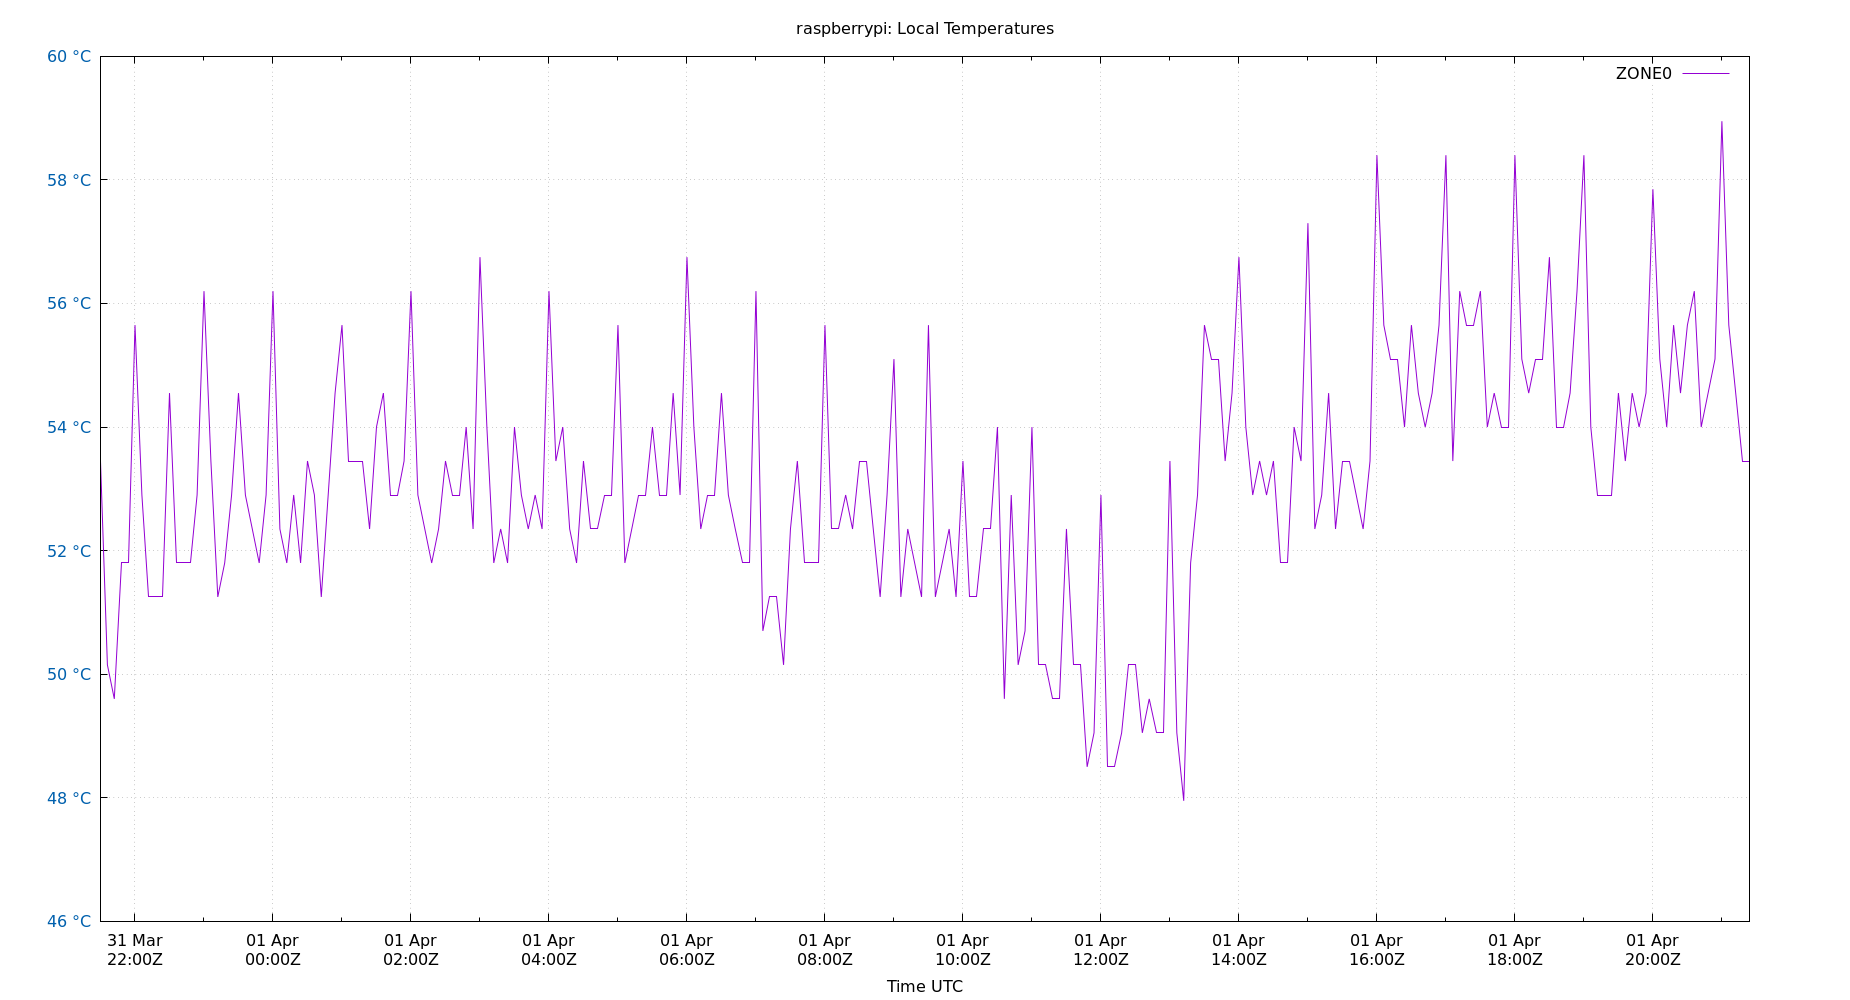 raspberrypi: Local Temperatures
60 °C
ZONE0
58 °C
56 °C
54 °C
52 °C
50 °C
48 °C
46 °C
31 Mar 01 Apr 01 Apr 01 Apr 01 Apr 01 Apr 01 Apr 01 Apr 01 Apr 01 Apr 01 Apr 01 Apr
22:00Z 00:00Z 02:00Z 04:00Z 06:00Z 08:00Z 10:00Z 12:00Z 14:00Z 16:00Z 18:00Z 20:00Z
Time UTC